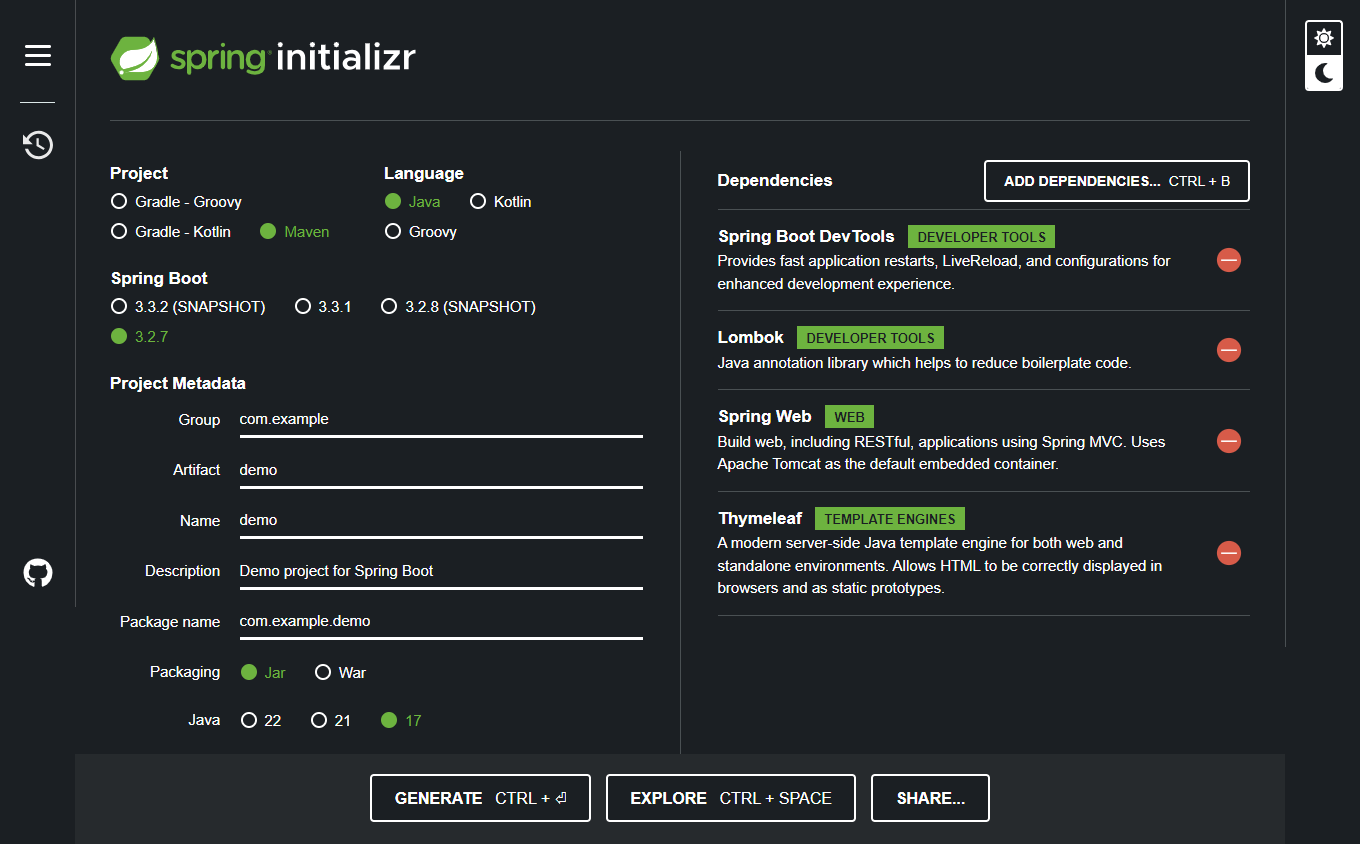 spring initializr
Project
Gradle - Groovy
Gradle - Kotlin Maven
Language
Java Kotlin
Groovy
Spring Boot
3.3.2 (SNAPSHOT) 3.3.1 3.2.8 (SNAPSHOT)
3.2.7
Project Metadata
Group com.example
Artifact demo
Name demo
Description Demo project for Spring Boot
Package name com.example.demo
Packaging Jar War
Java 22 21 17
Dependencies
ADD DEPENDENCIES... CTRL + B
Spring Boot DevTools DEVELOPER TOOLS
Provides fast application restarts, LiveReload, and configurations for
enhanced development experience.
Lombok DEVELOPER TOOLS
Java annotation library which helps to reduce boilerplate code.
Spring Web WEB
Build web, including RESTful, applications using Spring MVC. Uses
Apache Tomcat as the default embedded container.
Thymeleaf TEMPLATE ENGINES
A modern server-side Java template engine for both web and
standalone environments. Allows HTML to be correctly displayed in
browsers and as static prototypes.
GENERATE CTRL + ⏎
EXPLORE CTRL + SPACE
SHARE...